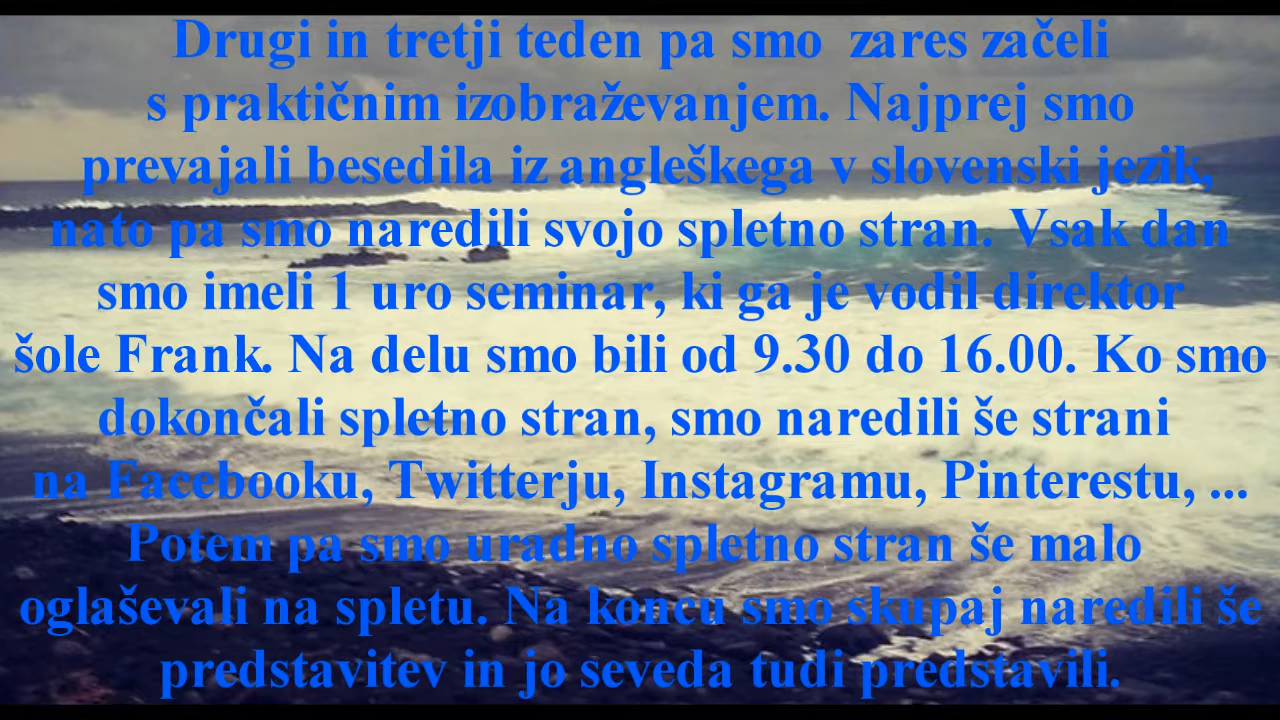 Drugi in tretji teden pa smo zares začeli
s praktičnim izobraževanjem. Najprej smo
prevajali besedila iz angleškega v slovenski jezik,
nato pa smo naredili svojo spletno stran. Vsak dan
smo imeli 1 uro seminar, ki ga je vodil direktor
šole Frank. Na delu smo bili od 9.30 do 16.00. Ko smo
dokončali spletno stran, smo naredili še strani
na Facebooku, Twitterju, Instagramu, Pinterestu, ...
Potem pa smo uradno spletno stran še malo
oglaševali na spletu. Na koncu smo skupaj naredili še
predstavitev in jo seveda tudi predstavili.